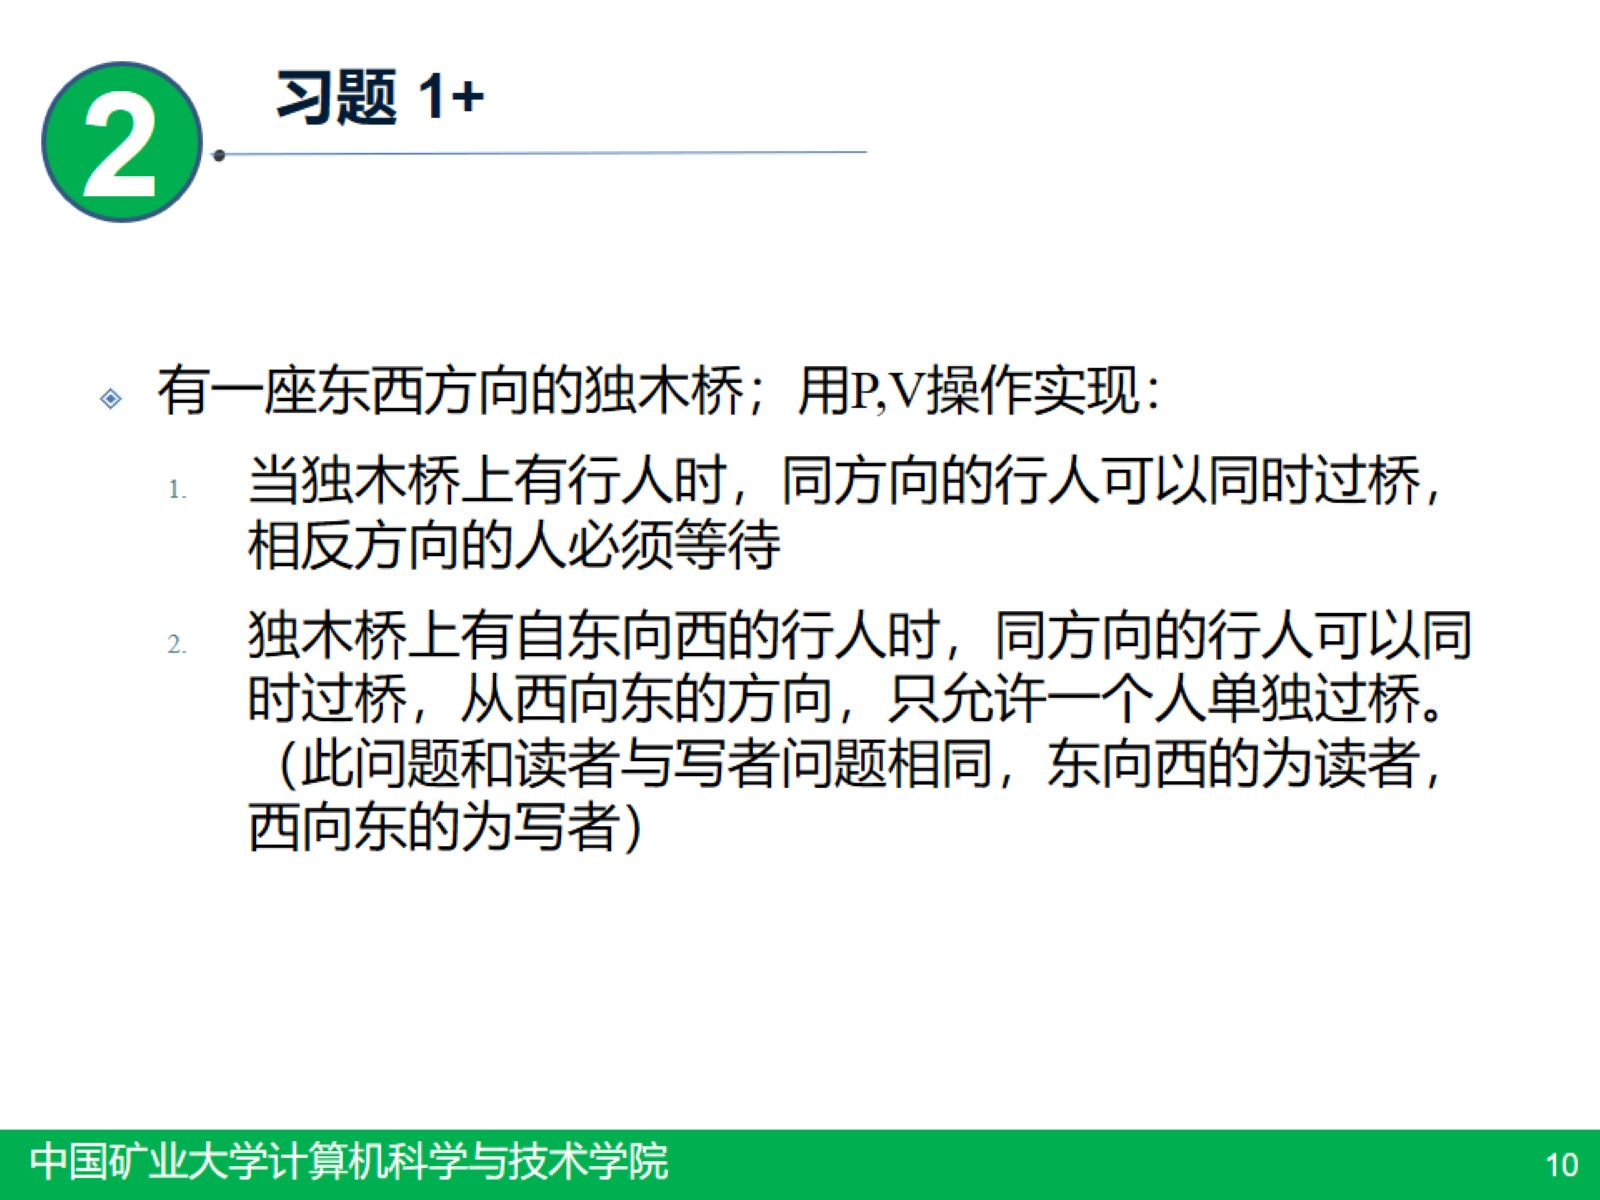 2
习题 1+
有一座东西方向的独木桥；用P,V操作实现：
1. 当独木桥上有行人时，同方向的行人可以同时过桥，
相反方向的人必须等待
2. 独木桥上有自东向西的行人时，同方向的行人可以同
时过桥，从西向东的方向，只允许一个人单独过桥。
（此问题和读者与写者问题相同，东向西的为读者，
西向东的为写者）
中国矿业大学计算机科学与技术学院
10